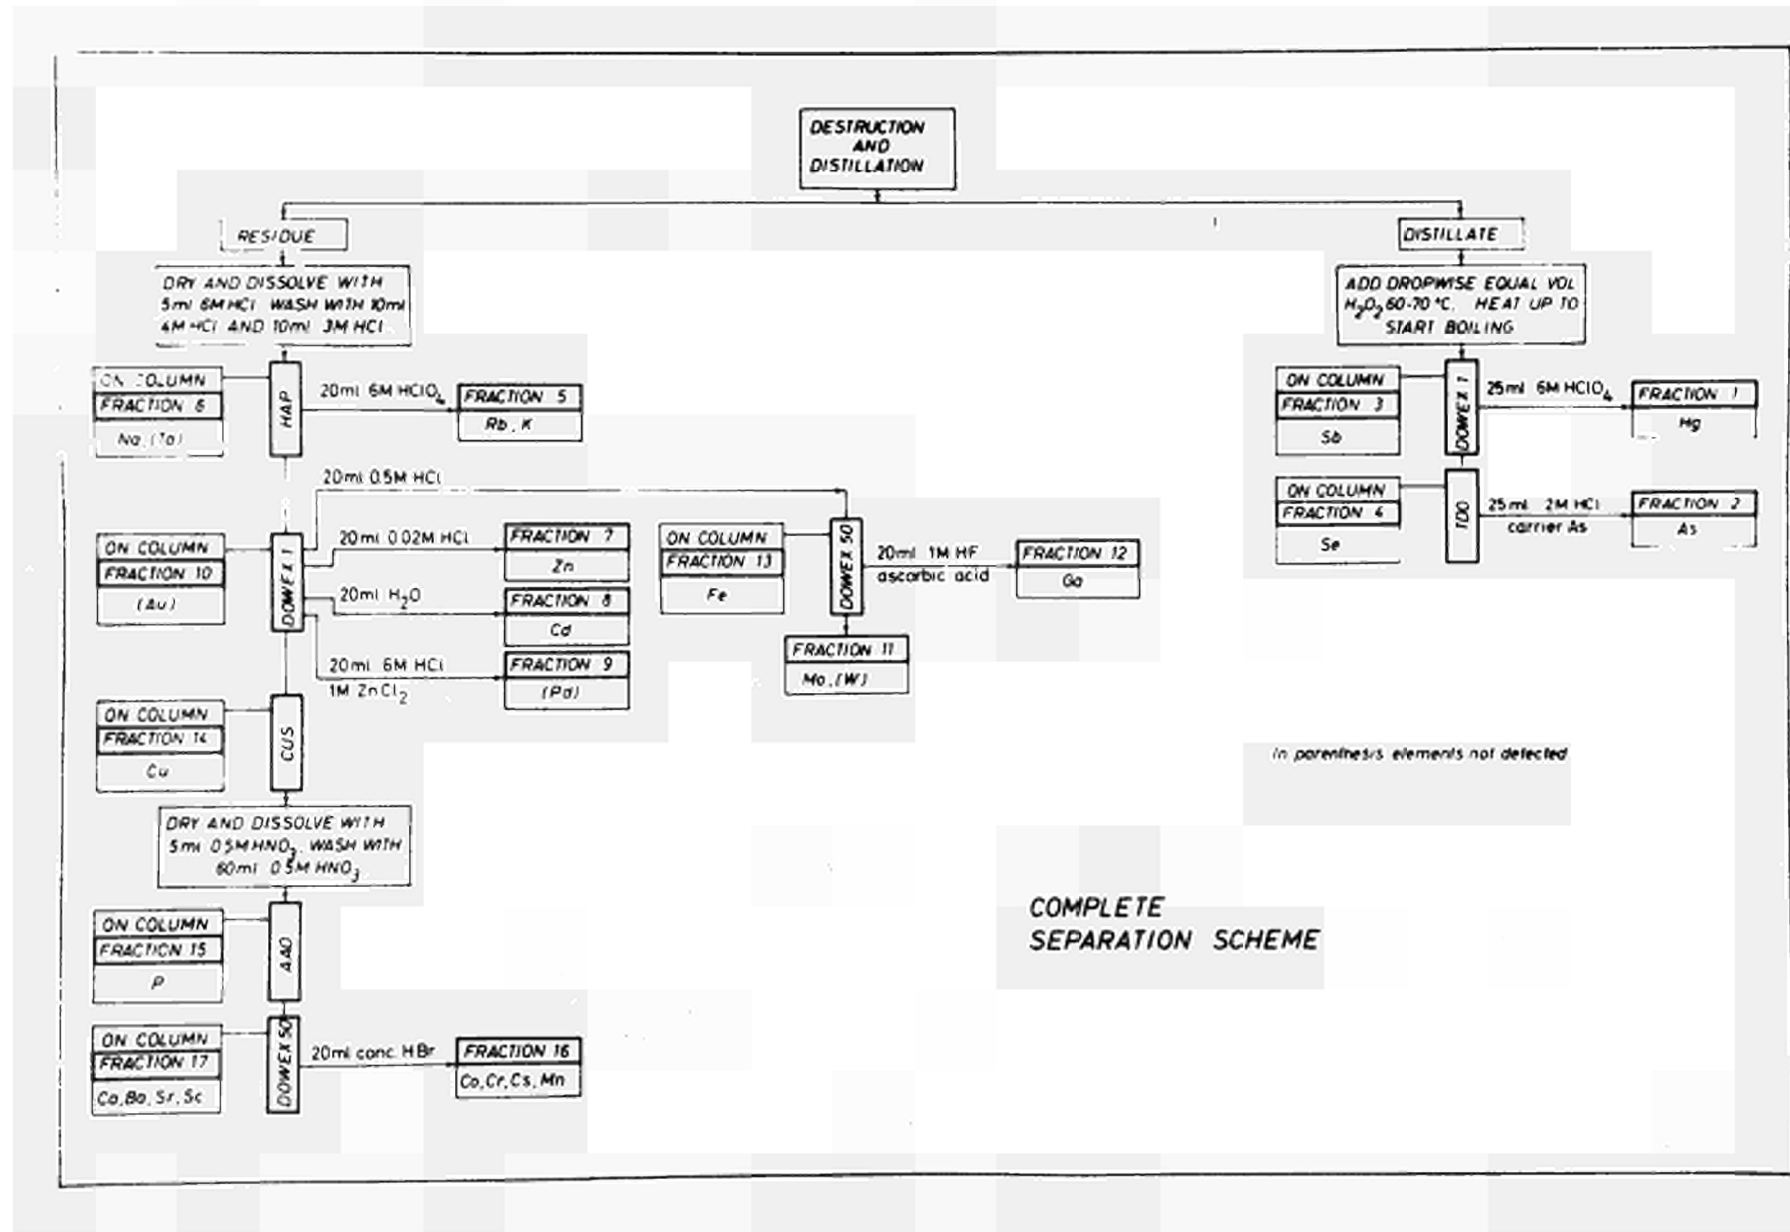 DESTRUCTION
AND
DISTILLATION
RESIDUE
DRY AND DISSOLVE WITH
5ml 6M HCl WASH WITH 10ml
4M HCl AND 10ml 3M HCl
ON COLUMN
FRACTION 6
Na, (Ta)
HAP
20ml 6M HClO₄
FRACTION 5
Rb, K
20ml 0.5M HCl
ON COLUMN
FRACTION 10
(Au)
DOWEX 1
20ml 0.02M HCl
FRACTION 7
Zn
20ml H₂O
FRACTION 8
Cd
20ml 6M HCl
1M ZnCl₂
FRACTION 9
(Pd)
ON COLUMN
FRACTION 13
Fe
DOWEX 50
20ml 1M HF
ascorbic acid
FRACTION 12
Ga
FRACTION 11
Mo, (W)
ON COLUMN
FRACTION 14
Cu
CUS
DRY AND DISSOLVE WITH
5ml 0.5M HNO₃. WASH WITH
60ml 0.5M HNO₃
ON COLUMN
FRACTION 15
P
AAO
ON COLUMN
FRACTION 17
Ca, Ba, Sr, Sc
DOWEX 50
20ml conc. HBr
FRACTION 16
Co, Cr, Cs, Mn
DISTILLATE
ADD DROPWISE EQUAL VOL
H₂O₂ 60-70 °C. HEAT UP TO
START BOILING
ON COLUMN
FRACTION 3
Sb
DOWEX 1
25ml 6M HClO₄
FRACTION 1
Hg
ON COLUMN
FRACTION 4
Se
TDO
25ml 2M HCl
carrier As
FRACTION 2
As
In parenthesis elements not detected
COMPLETE
SEPARATION SCHEME